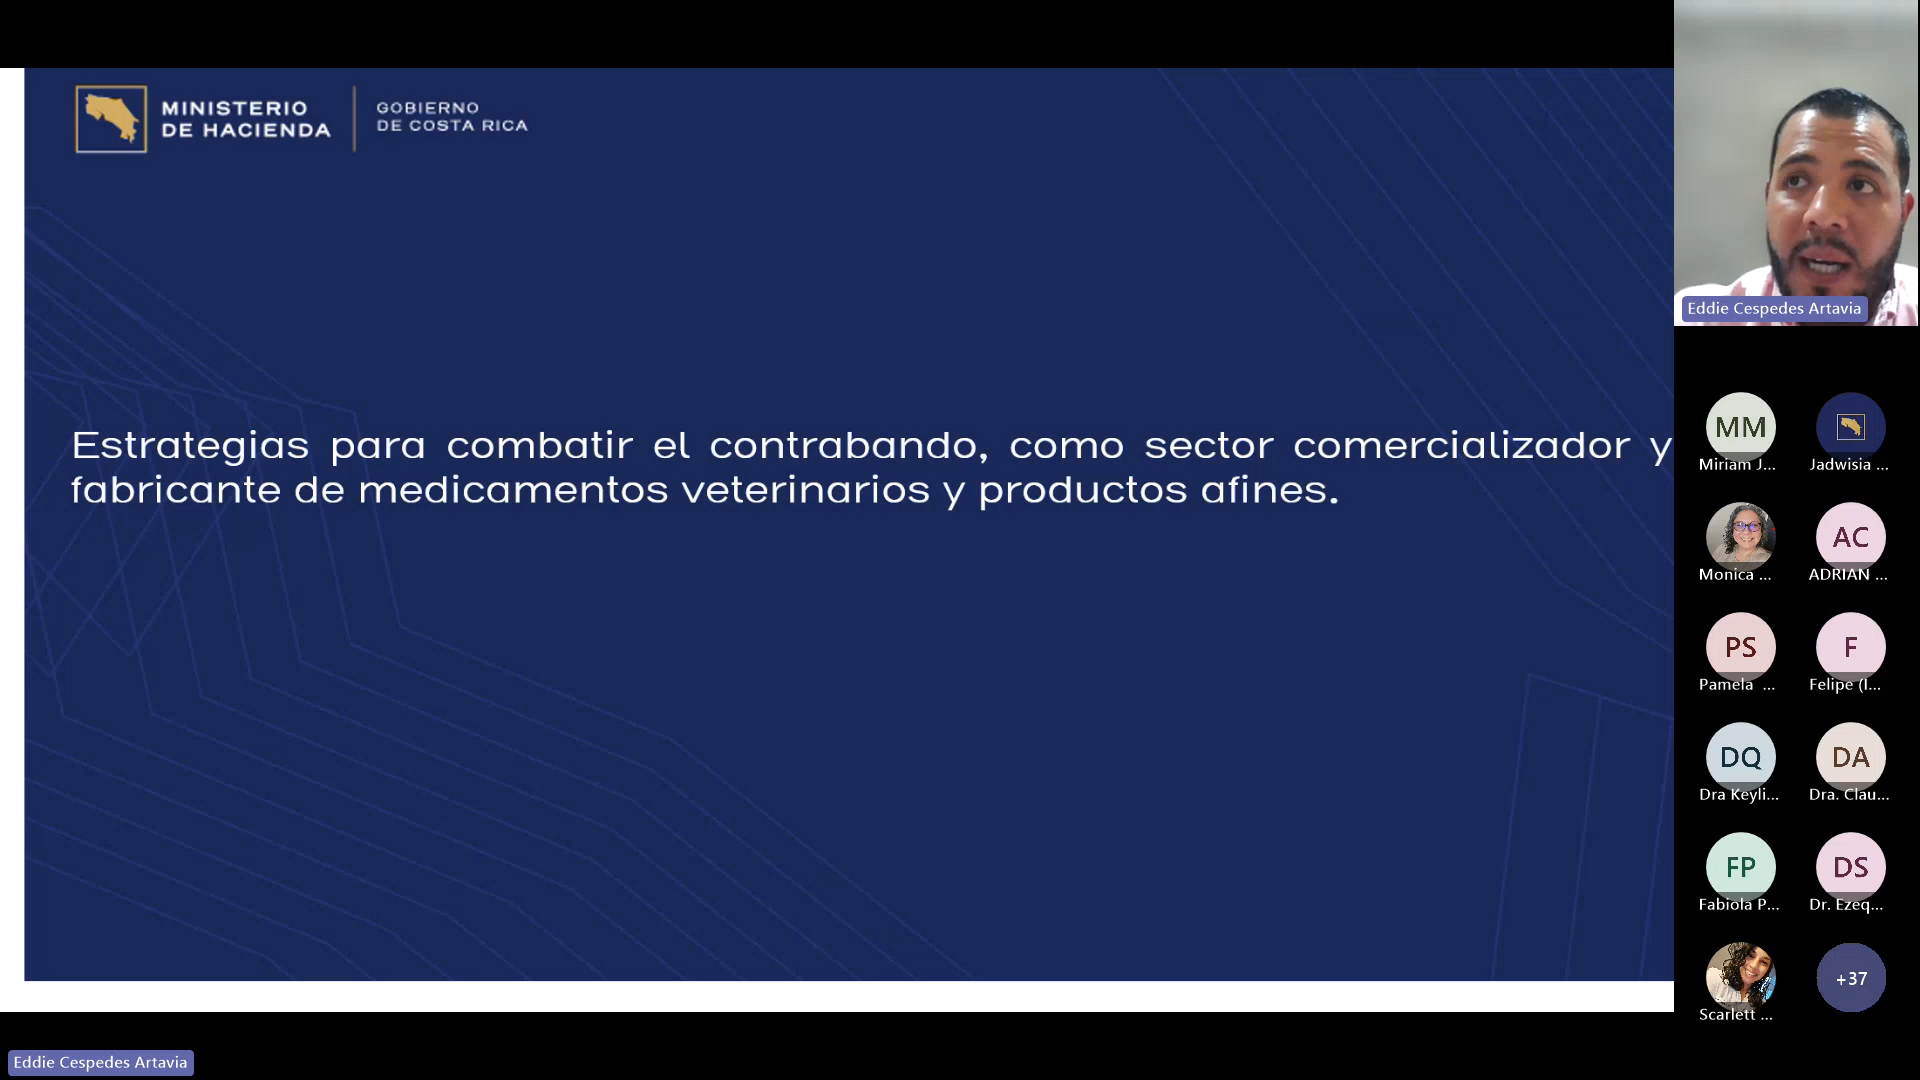 MINISTERIO
DE HACIENDA
GOBIERNO
DE COSTA RICA
Estrategias para combatir el contrabando, como sector comercializador y
fabricante de medicamentos veterinarios y productos afines.
Eddie Cespedes Artavia
MM
Miriam J...
Jadwisia ...
Monica ...
AC
ADRIAN ...
PS
Pamela ...
F
Felipe (I...
DQ
Dra Keyli...
DA
Dra. Clau...
FP
Fabiola P...
DS
Dr. Ezeq...
Scarlett ...
+37
Eddie Cespedes Artavia